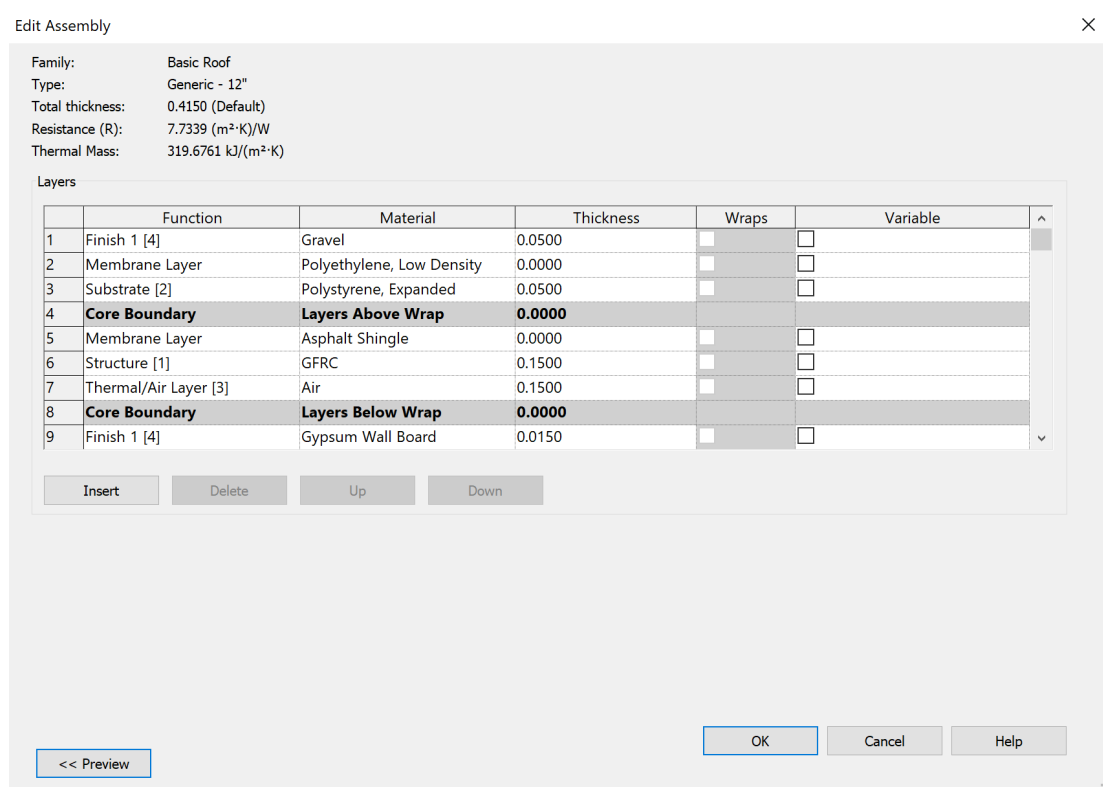 Edit Assembly
Family: Basic Roof
Type: Generic - 12"
Total thickness: 0.4150 (Default)
Resistance (R): 7.7339 (m²·K)/W
Thermal Mass: 319.6761 kJ/(m²·K)
Layers
Function Material Thickness Wraps Variable
1 Finish 1 [4] Gravel 0.0500
2 Membrane Layer Polyethylene, Low Density 0.0000
3 Substrate [2] Polystyrene, Expanded 0.0500
4 Core Boundary Layers Above Wrap 0.0000
5 Membrane Layer Asphalt Shingle 0.0000
6 Structure [1] GFRC 0.1500
7 Thermal/Air Layer [3] Air 0.1500
8 Core Boundary Layers Below Wrap 0.0000
9 Finish 1 [4] Gypsum Wall Board 0.0150
Insert Delete Up Down
OK Cancel Help
<< Preview